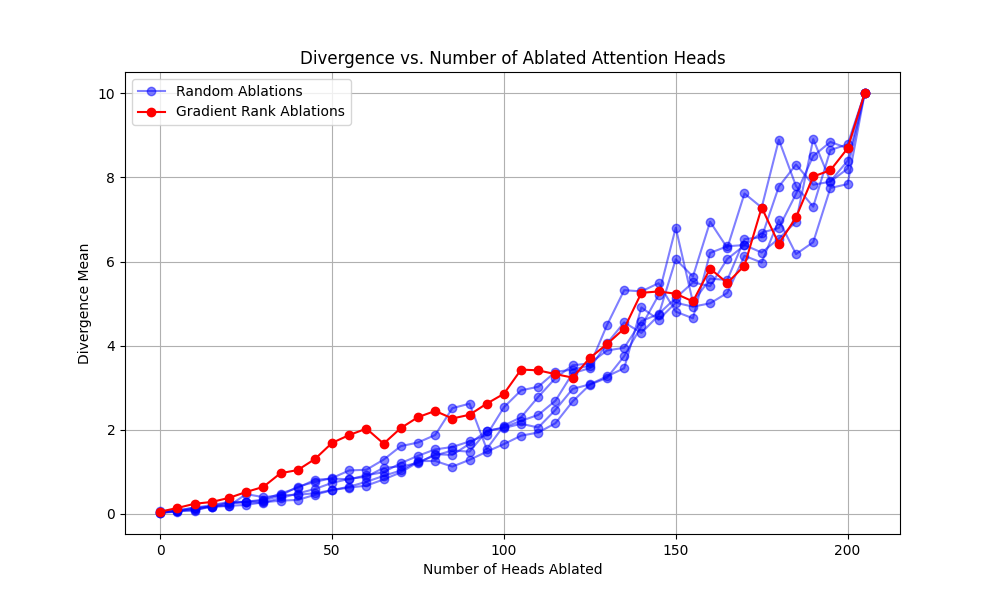 Divergence vs. Number of Ablated Attention Heads
Random Ablations
Gradient Rank Ablations
Divergence Mean
10
8
6
4
2
0
0 50 100 150 200
Number of Heads Ablated